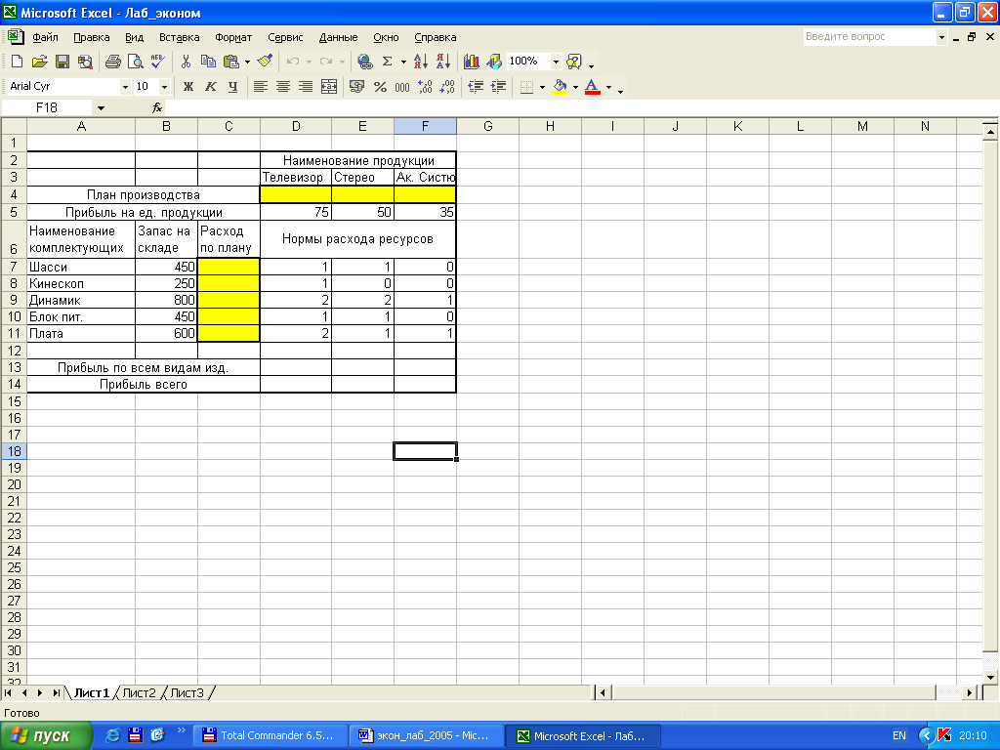 Microsoft Excel - Лаб_эконом
Файл Правка Вид Вставка Формат Сервис Данные Окно Справка Введите вопрос
100%
Arial Cyr 10 Ж К Ч % 000
F18 fx
A B C D E F G H I J K L M N
1
2 Наименование продукции
3 Телевизор Стерео Ак. Систю
4 План производства
5 Прибыль на ед. продукции 75 50 35
Наименование Запас на Расход Нормы расхода ресурсов
6 комплектующих складе по плану
7 Шасси 450 1 1 0
8 Кинескоп 250 1 0 0
9 Динамик 800 2 2 1
10 Блок пит. 450 1 1 0
11 Плата 600 2 1 1
12
13 Прибыль по всем видам изд.
14 Прибыль всего
15
16
17
18
19
20
21
22
23
24
25
26
27
28
29
30
31
32
Лист1 Лист2 Лист3
Готово
пуск Total Commander 6.5... экон_лаб_2005 - Mic... Microsoft Excel - Лаб... EN 20:10